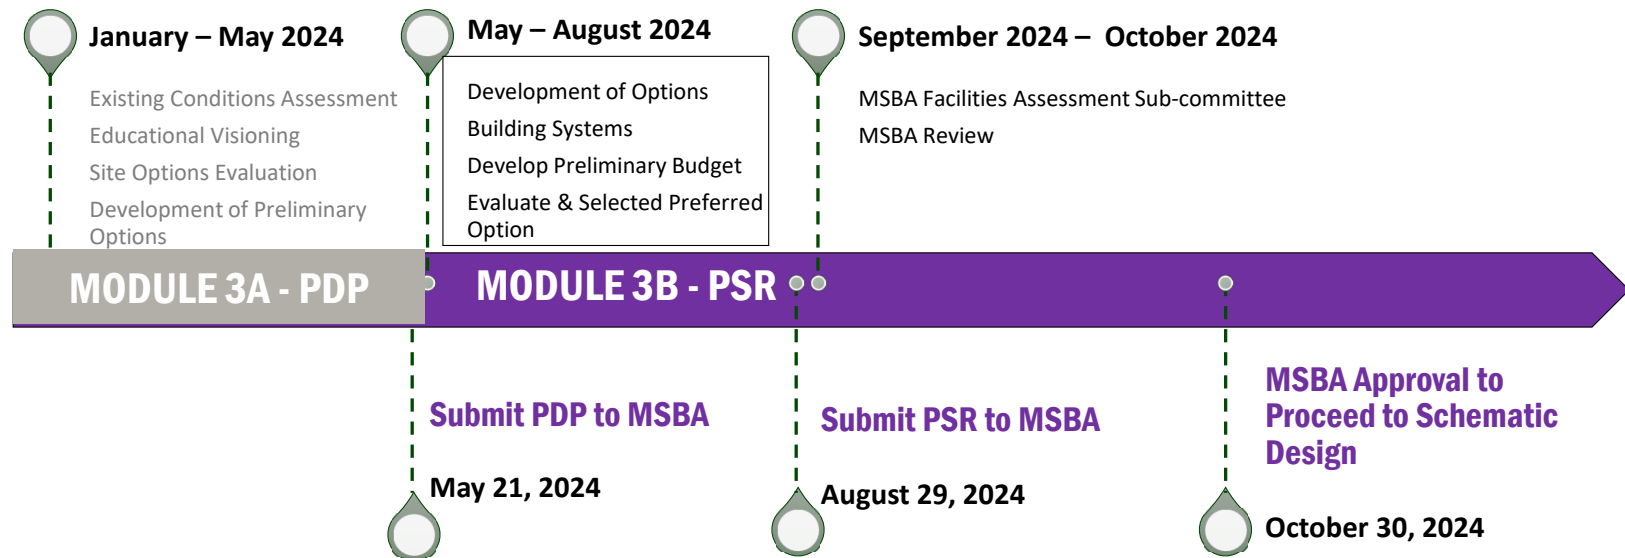 January – May 2024
Existing Conditions Assessment
Educational Visioning
Site Options Evaluation
Development of Preliminary
Options
May – August 2024
Development of Options
Building Systems
Develop Preliminary Budget
Evaluate & Selected Preferred
Option
September 2024 – October 2024
MSBA Facilities Assessment Sub-committee
MSBA Review
MODULE 3A - PDP
MODULE 3B - PSR
Submit PDP to MSBA
May 21, 2024
Submit PSR to MSBA
August 29, 2024
MSBA Approval to
Proceed to Schematic
Design
October 30, 2024